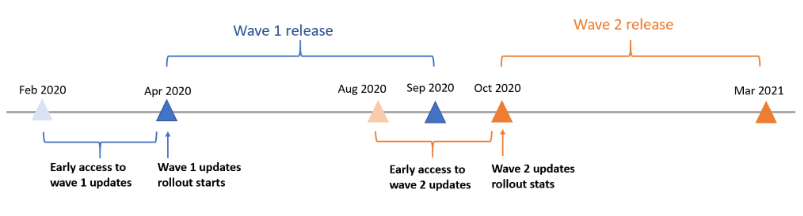 Wave 1 release
Wave 2 release
Feb 2020
Apr 2020
Aug 2020
Sep 2020
Oct 2020
Mar 2021
Early access to
wave 1 updates
Wave 1 updates
rollout starts
Early access to
wave 2 updates
Wave 2 updates
rollout stats